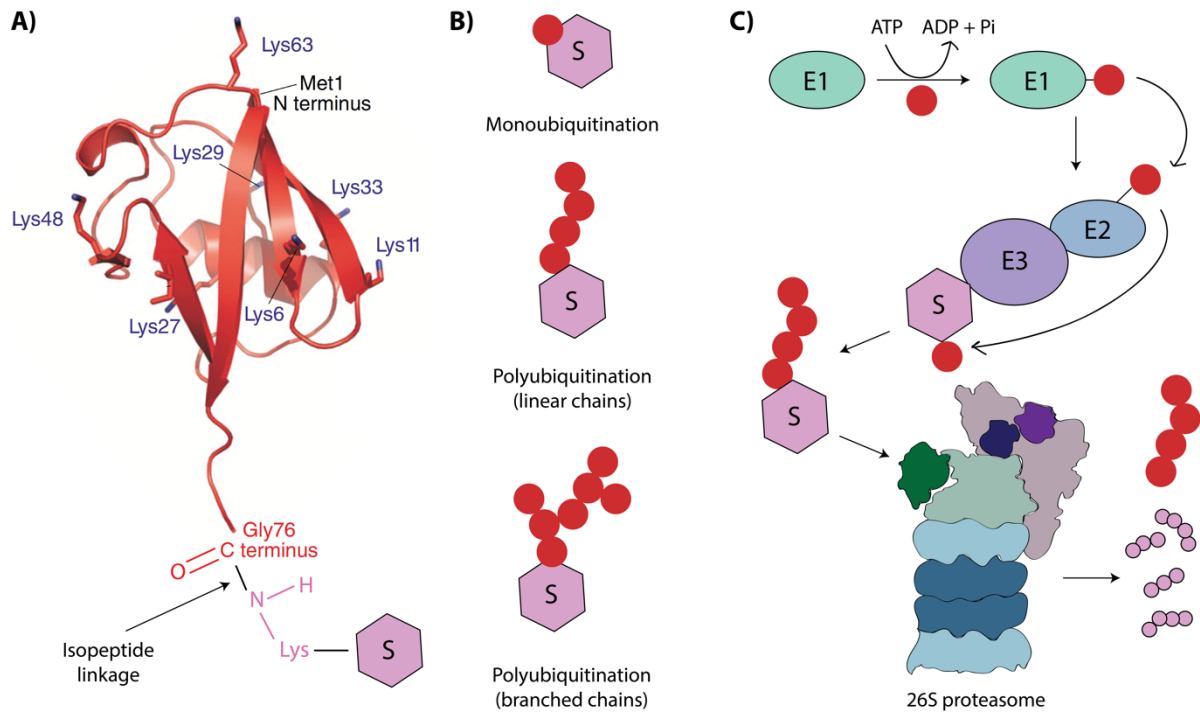 A)
Lys63
Met1
N terminus
Lys29
Lys33
Lys48
Lys11
Lys27
Lys6
Gly76
C terminus
O
N
H
Isopeptide
linkage
Lys
S
B)
S
Monoubiquitination
S
Polyubiquitination
(linear chains)
S
Polyubiquitination
(branched chains)
C)
ATP
ADP + Pi
E1
E1
E2
E3
S
S
26S proteasome